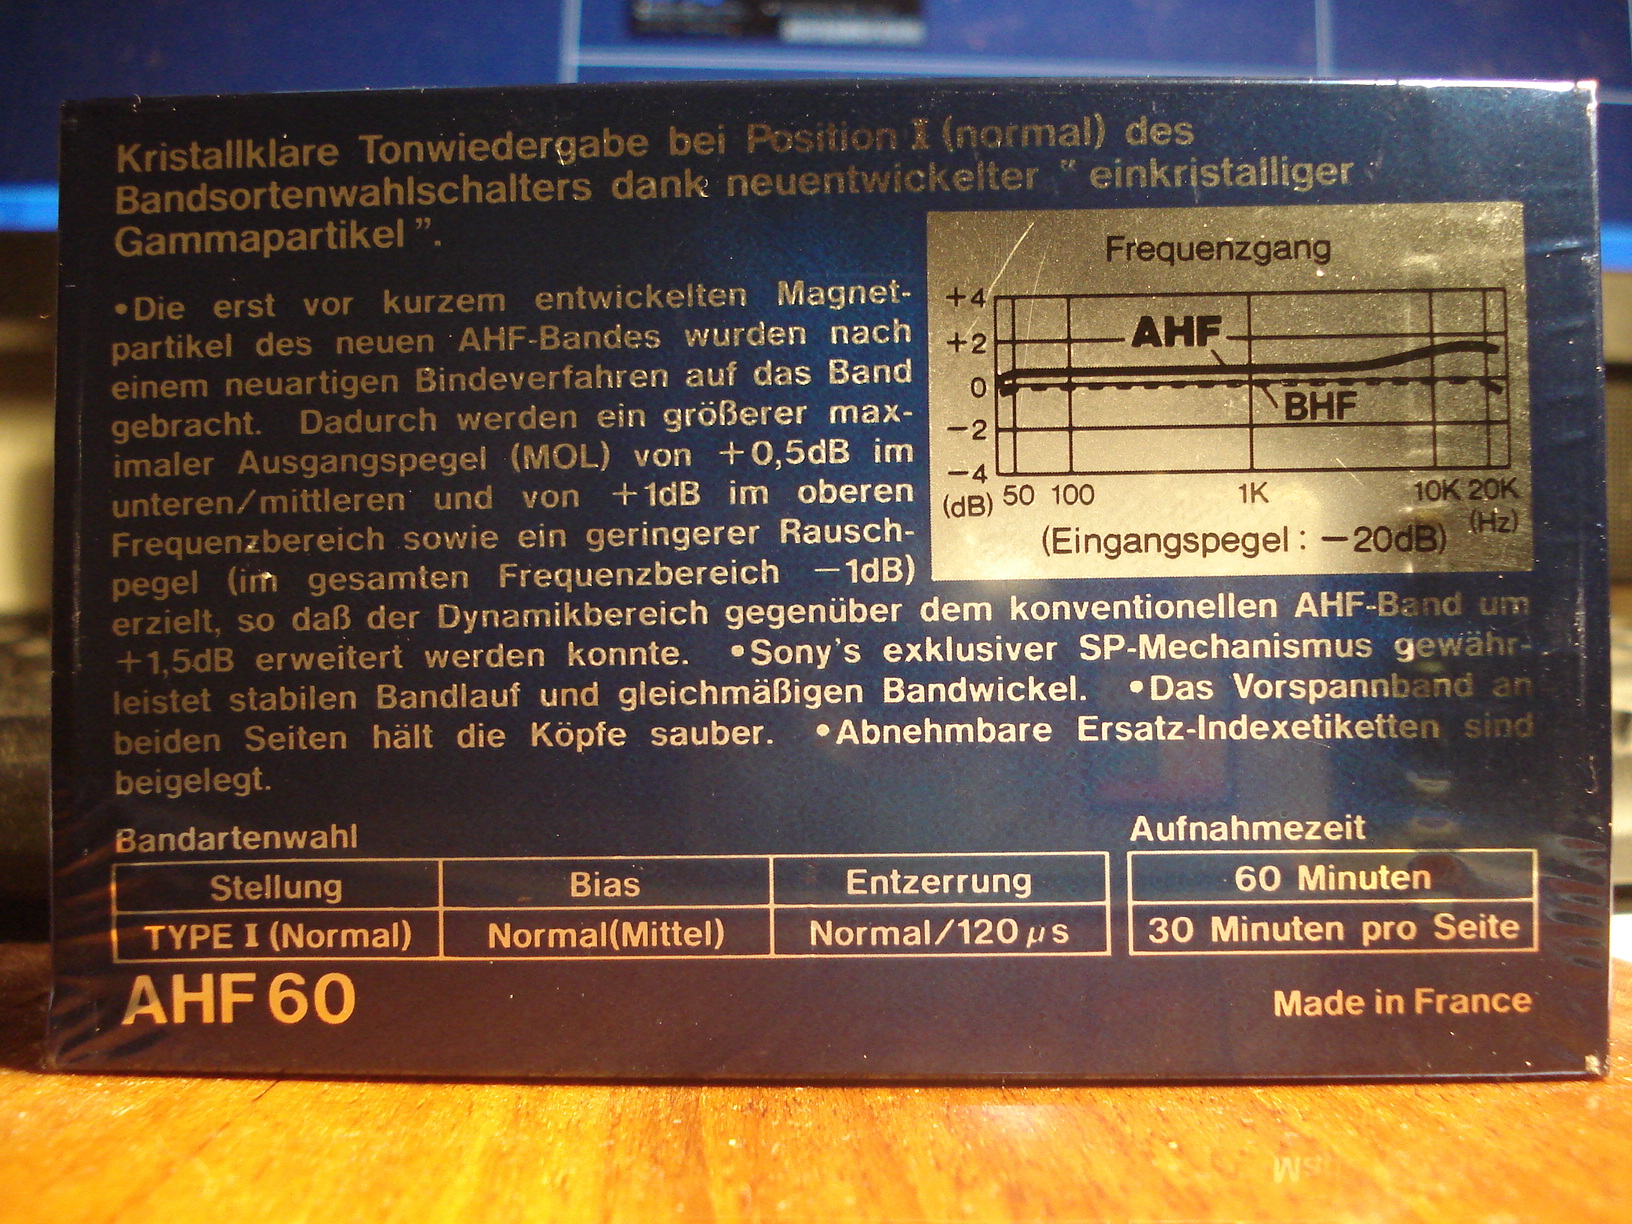 Kristallklare Tonwiedergabe bei Position I (normal) des
Bandsortenwahlschalters dank neuentwickelter “ einkristalliger
Gammapartikel ”.
•Die erst vor kurzem entwickelten Magnet-
partikel des neuen AHF-Bandes wurden nach
einem neuartigen Bindeverfahren auf das Band
gebracht. Dadurch werden ein größerer max-
imaler Ausgangspegel (MOL) von +0,5dB im
unteren/mittleren und von +1dB im oberen
Frequenzbereich sowie ein geringerer Rausch-
pegel (im gesamten Frequenzbereich −1dB)
erzielt, so daß der Dynamikbereich gegenüber dem konventionellen AHF-Band um
+1,5dB erweitert werden konnte. •Sony's exklusiver SP-Mechanismus gewähr-
leistet stabilen Bandlauf und gleichmäßigen Bandwickel. •Das Vorspannband an
beiden Seiten hält die Köpfe sauber. •Abnehmbare Ersatz-Indexetiketten sind
beigelegt.
Frequenzgang
+4
+2
0
−2
−4
AHF
BHF
(dB) 50 100 1K 10K 20K
(Hz)
(Eingangspegel : −20dB)
Bandartenwahl
Stellung Bias Entzerrung
TYPE I (Normal) Normal(Mittel) Normal/120 μs
Aufnahmezeit
60 Minuten
30 Minuten pro Seite
AHF 60
Made in France